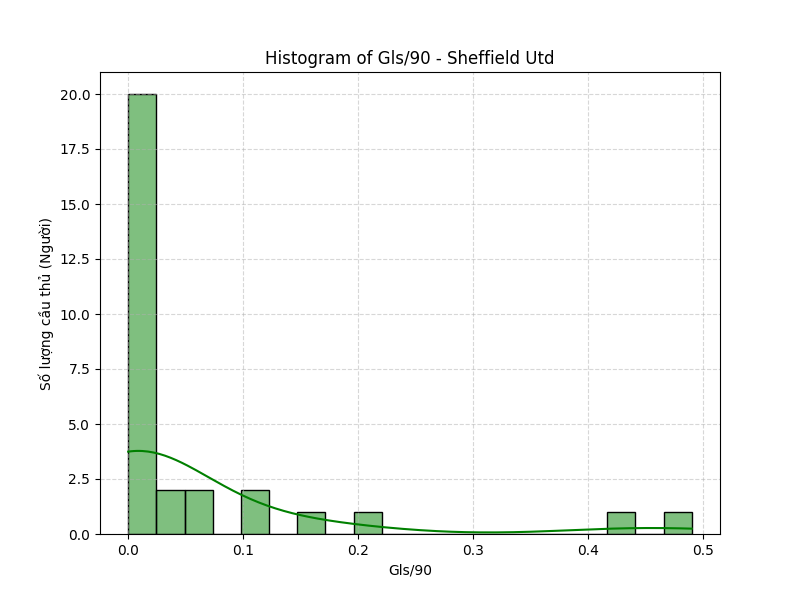 Histogram of Gls/90 - Sheffield Utd
Số lượng cầu thủ (Người)
20.0
17.5
15.0
12.5
10.0
7.5
5.0
2.5
0.0
0.0 0.1 0.2 0.3 0.4 0.5
Gls/90